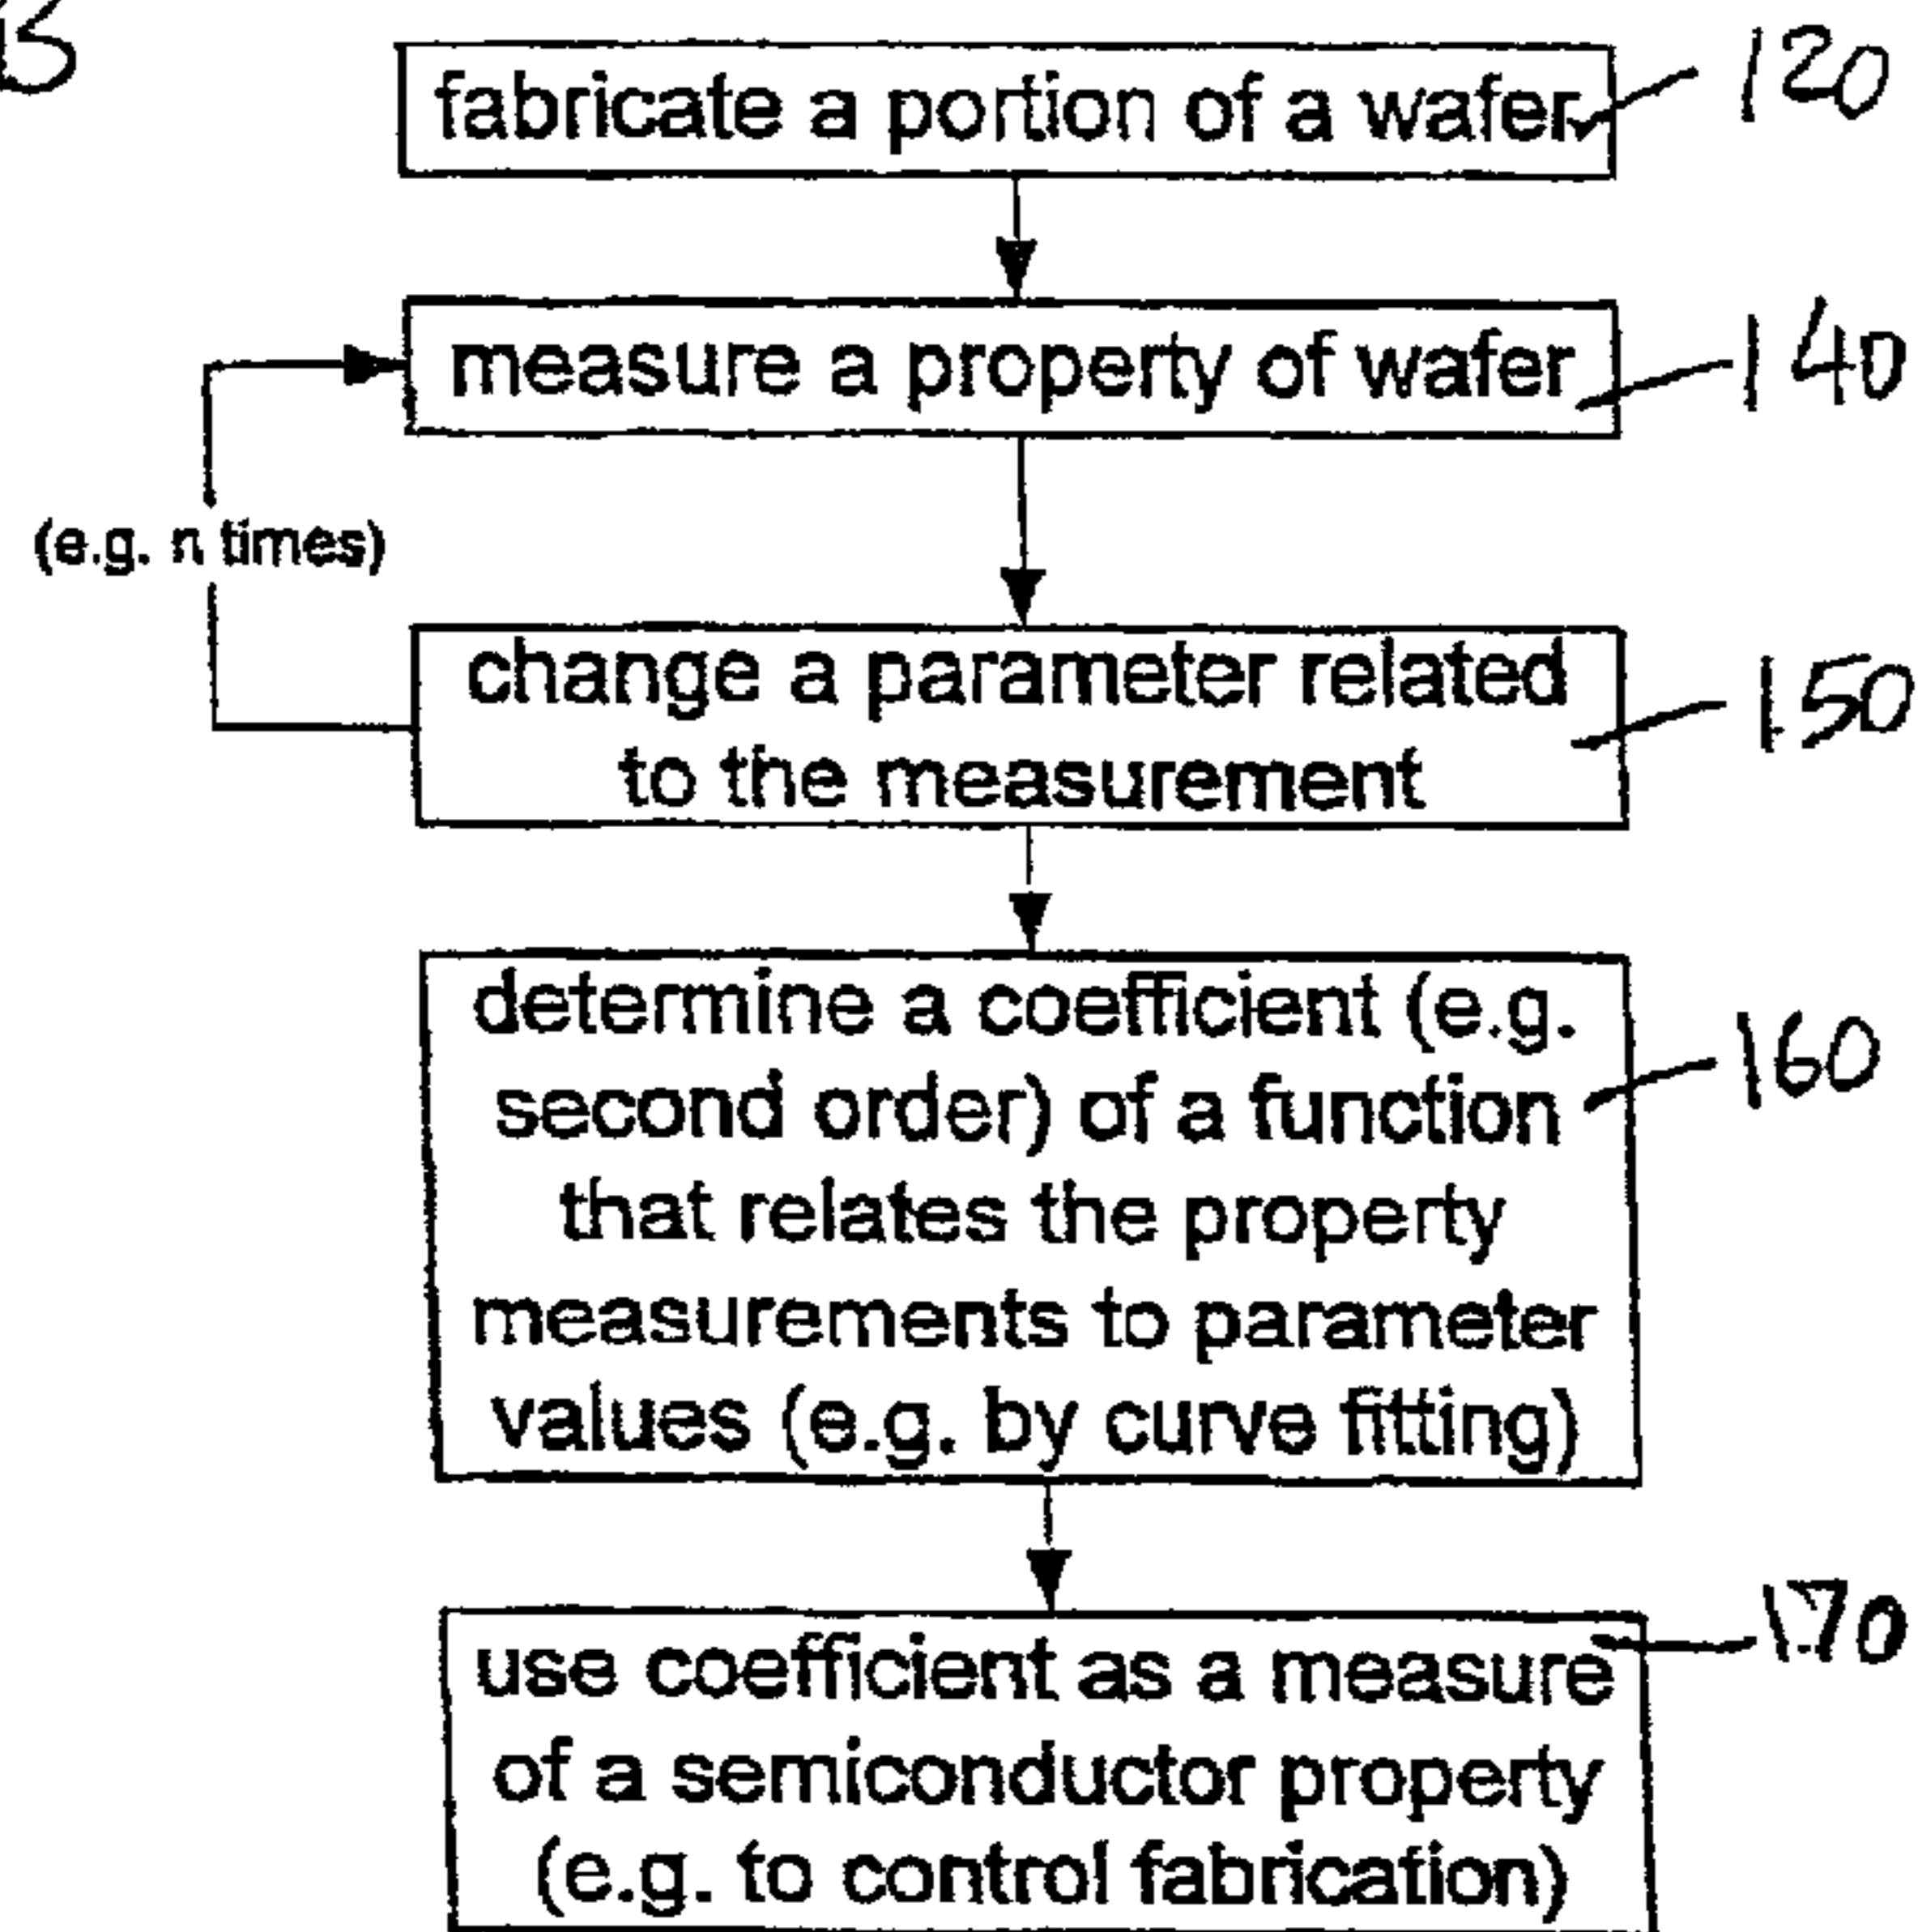 fabricate a portion of a wafer
120
measure a property of wafer
140
(e.g. n times)
change a parameter related
to the measurement
150
determine a coefficient (e.g.
second order) of a function
that relates the property
measurements to parameter
values (e.g. by curve fitting)
160
use coefficient as a measure
of a semiconductor property
(e.g. to control fabrication)
170